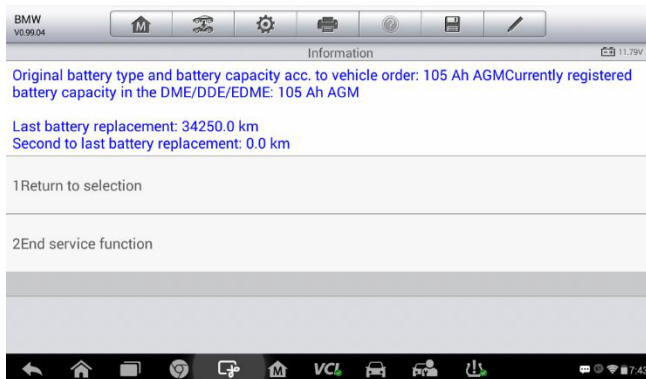 BMW
V0.99.04
M
Information
11.79V
Original battery type and battery capacity acc. to vehicle order: 105 Ah AGMCurrently registered
battery capacity in the DME/DDE/EDME: 105 Ah AGM
Last battery replacement: 34250.0 km
Second to last battery replacement: 0.0 km
1Return to selection
2End service function
M
VCI
7:43